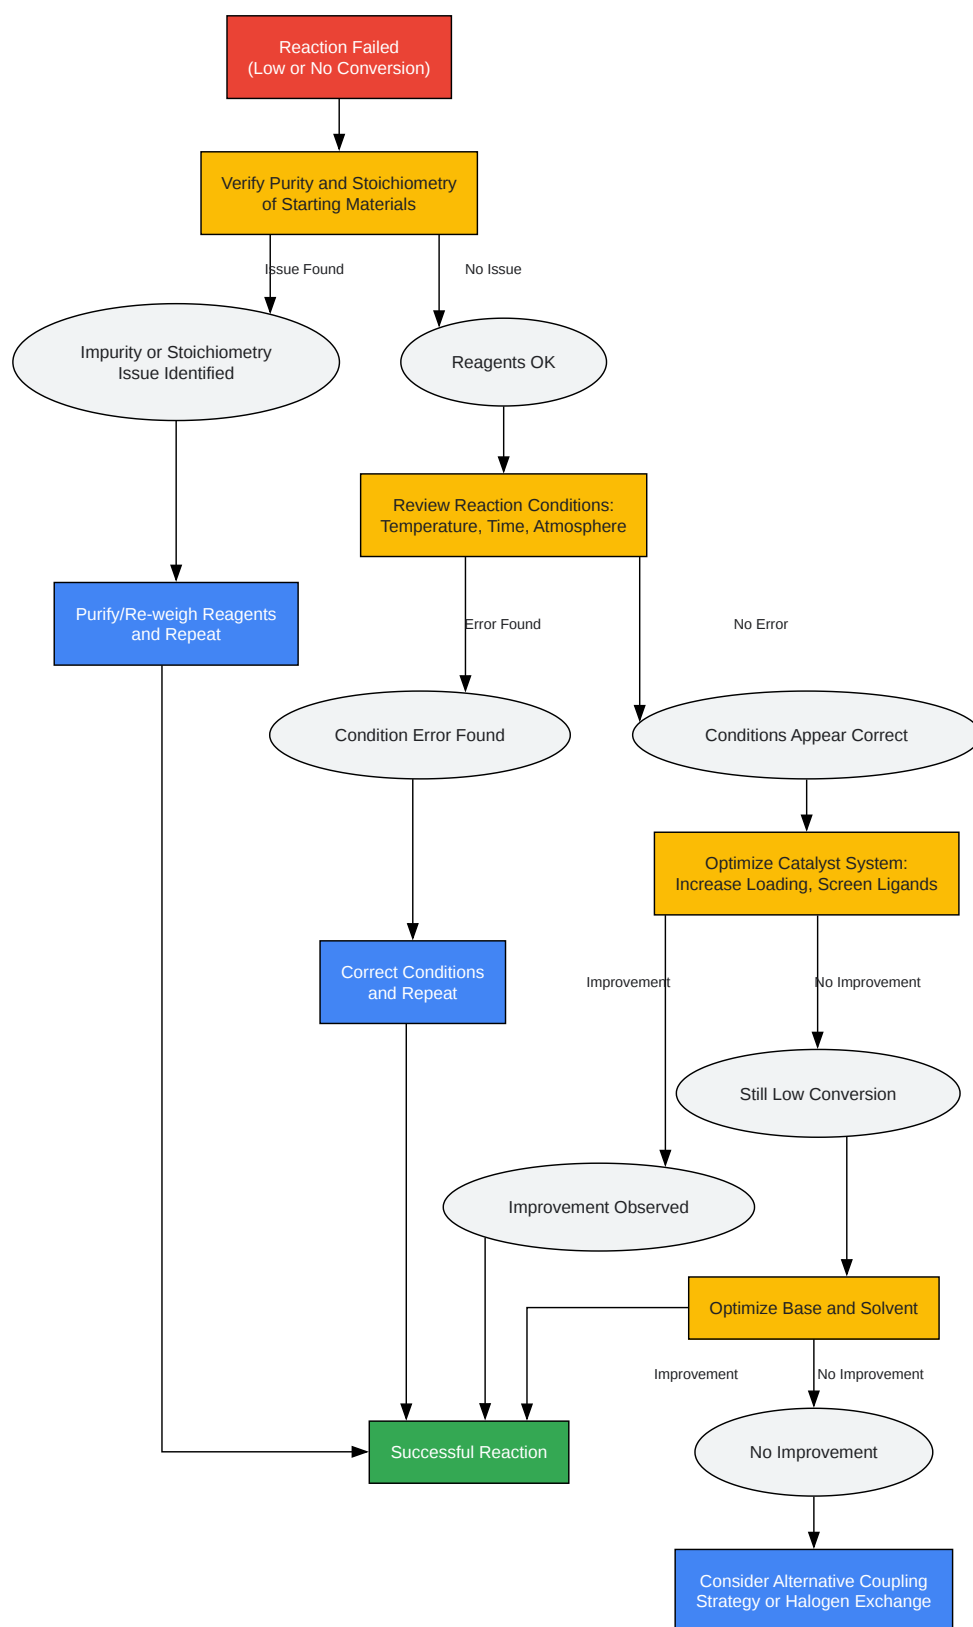 Reaction Failed
(Low or No Conversion)
Verify Purity and Stoichiometry
of Starting Materials
Issue Found
No Issue
Impurity or Stoichiometry
Issue Identified
Reagents OK
Review Reaction Conditions:
Temperature, Time, Atmosphere
Purify/Re-weigh Reagents
and Repeat
Error Found
No Error
Condition Error Found
Conditions Appear Correct
Optimize Catalyst System:
Increase Loading, Screen Ligands
Correct Conditions
and Repeat
Improvement
No Improvement
Still Low Conversion
Improvement Observed
Optimize Base and Solvent
Improvement
No Improvement
Successful Reaction
No Improvement
Consider Alternative Coupling
Strategy or Halogen Exchange